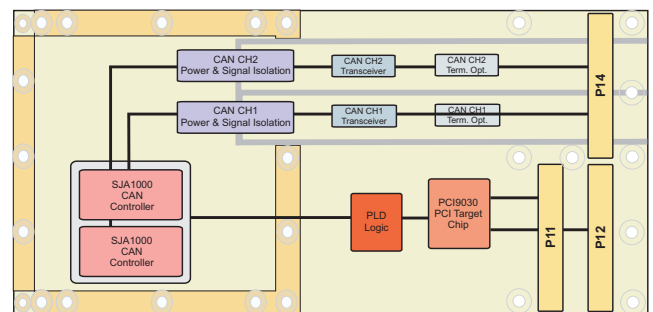 CAN CH2
Power & Signal Isolation
CAN CH2
Transceiver
CAN CH2
Term. Opt.
P14
CAN CH1
Power & Signal Isolation
CAN CH1
Transceiver
CAN CH1
Term. Opt.
SJA1000
CAN
Controller
SJA1000
CAN
Controller
PLD
Logic
PCI9030
PCI Target
Chip
P11
P12